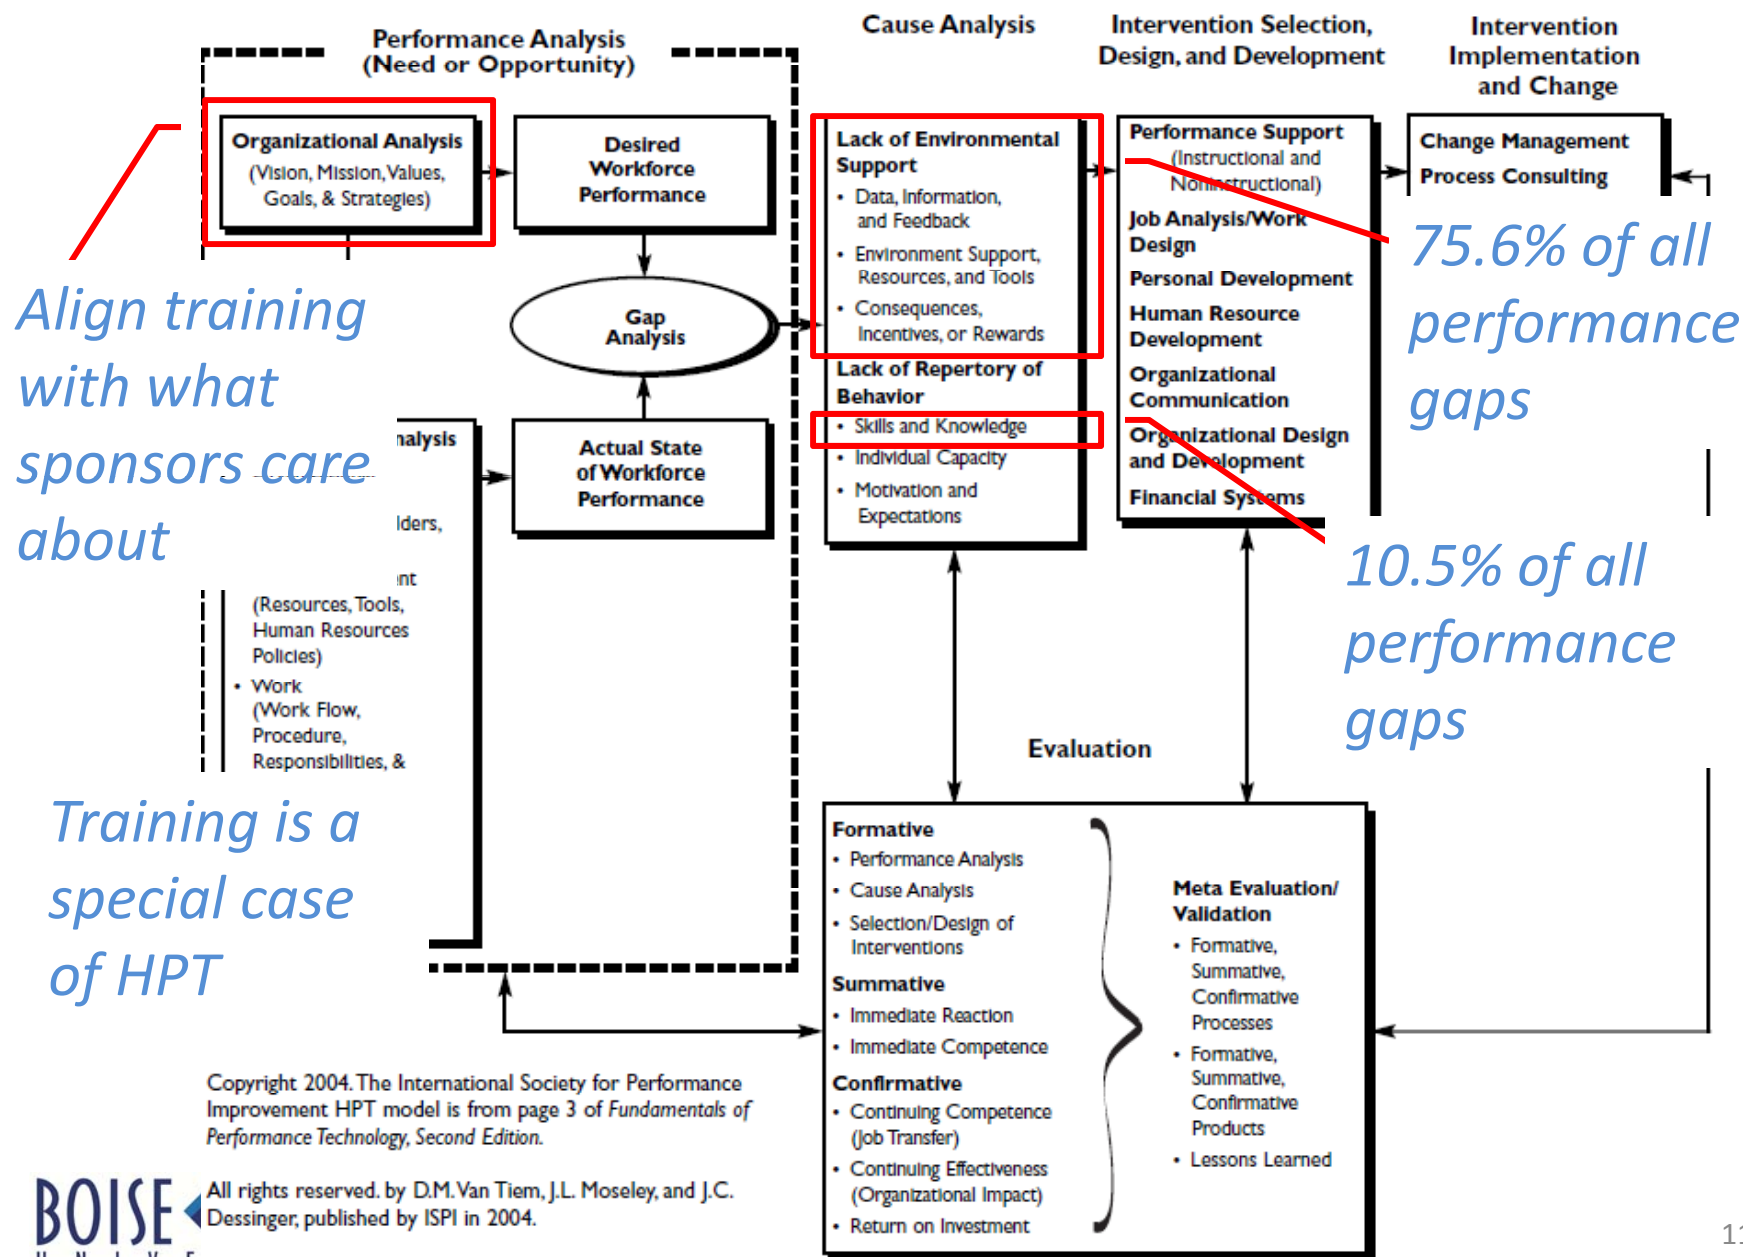 Performance Analysis
(Need or Opportunity)
Cause Analysis
Intervention Selection,
Design, and Development
Intervention
Implementation
and Change
Organizational Analysis
(Vision, Mission, Values,
Goals, & Strategies)
Desired
Workforce
Performance
Gap
Analysis
Actual State
of Workforce
Performance
Align training
with what
sponsors care
about
nalysis
lders,
nt
(Resources, Tools,
Human Resources
Policies)
• Work
(Work Flow,
Procedure,
Responsibilities, &
Training is a
special case
of HPT
Lack of Environmental
Support
• Data, Information,
and Feedback
• Environment Support,
Resources, and Tools
• Consequences,
Incentives, or Rewards
Lack of Repertory of
Behavior
• Skills and Knowledge
• Individual Capacity
• Motivation and
Expectations
Performance Support
(Instructional and
Noninstructional)
Job Analysis/Work
Design
Personal Development
Human Resource
Development
Organizational
Communication
Organizational Design
and Development
Financial Systems
Change Management
Process Consulting
75.6% of all
performance
gaps
10.5% of all
performance
gaps
Evaluation
Formative
• Performance Analysis
• Cause Analysis
• Selection/Design of
Interventions
Summative
• Immediate Reaction
• Immediate Competence
Confirmative
• Continuing Competence
(Job Transfer)
• Continuing Effectiveness
(Organizational Impact)
• Return on Investment
Meta Evaluation/
Validation
• Formative,
Summative,
Confirmative
Processes
• Formative,
Summative,
Confirmative
Products
• Lessons Learned
Copyright 2004. The International Society for Performance
Improvement HPT model is from page 3 of Fundamentals of
Performance Technology, Second Edition.
All rights reserved. by D.M. Van Tiem, J.L. Moseley, and J.C.
Dessinger, published by ISPI in 2004.
BOISE
11